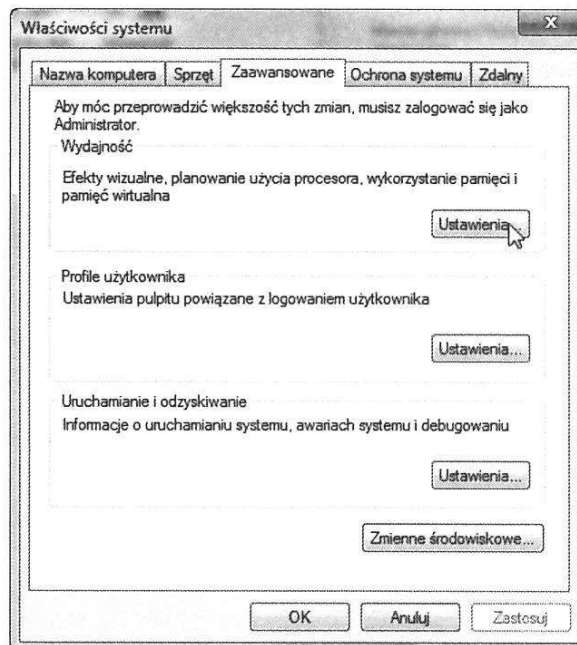 Właściwości systemu
X
Nazwa komputera Sprzęt Zaawansowane Ochrona systemu Zdalny
Aby móc przeprowadzić większość tych zmian, musisz zalogować się jako
Administrator.
Wydajność
Efekty wizualne, planowanie użycia procesora, wykorzystanie pamięci i
pamięć wirtualna
Ustawienia...
Profile użytkownika
Ustawienia pulpitu powiązane z logowaniem użytkownika
Ustawienia...
Uruchamianie i odzyskiwanie
Informacje o uruchamianiu systemu, awariach systemu i debugowaniu
Ustawienia...
Zmienne środowiskowe...
OK Anuluj Zastosuj